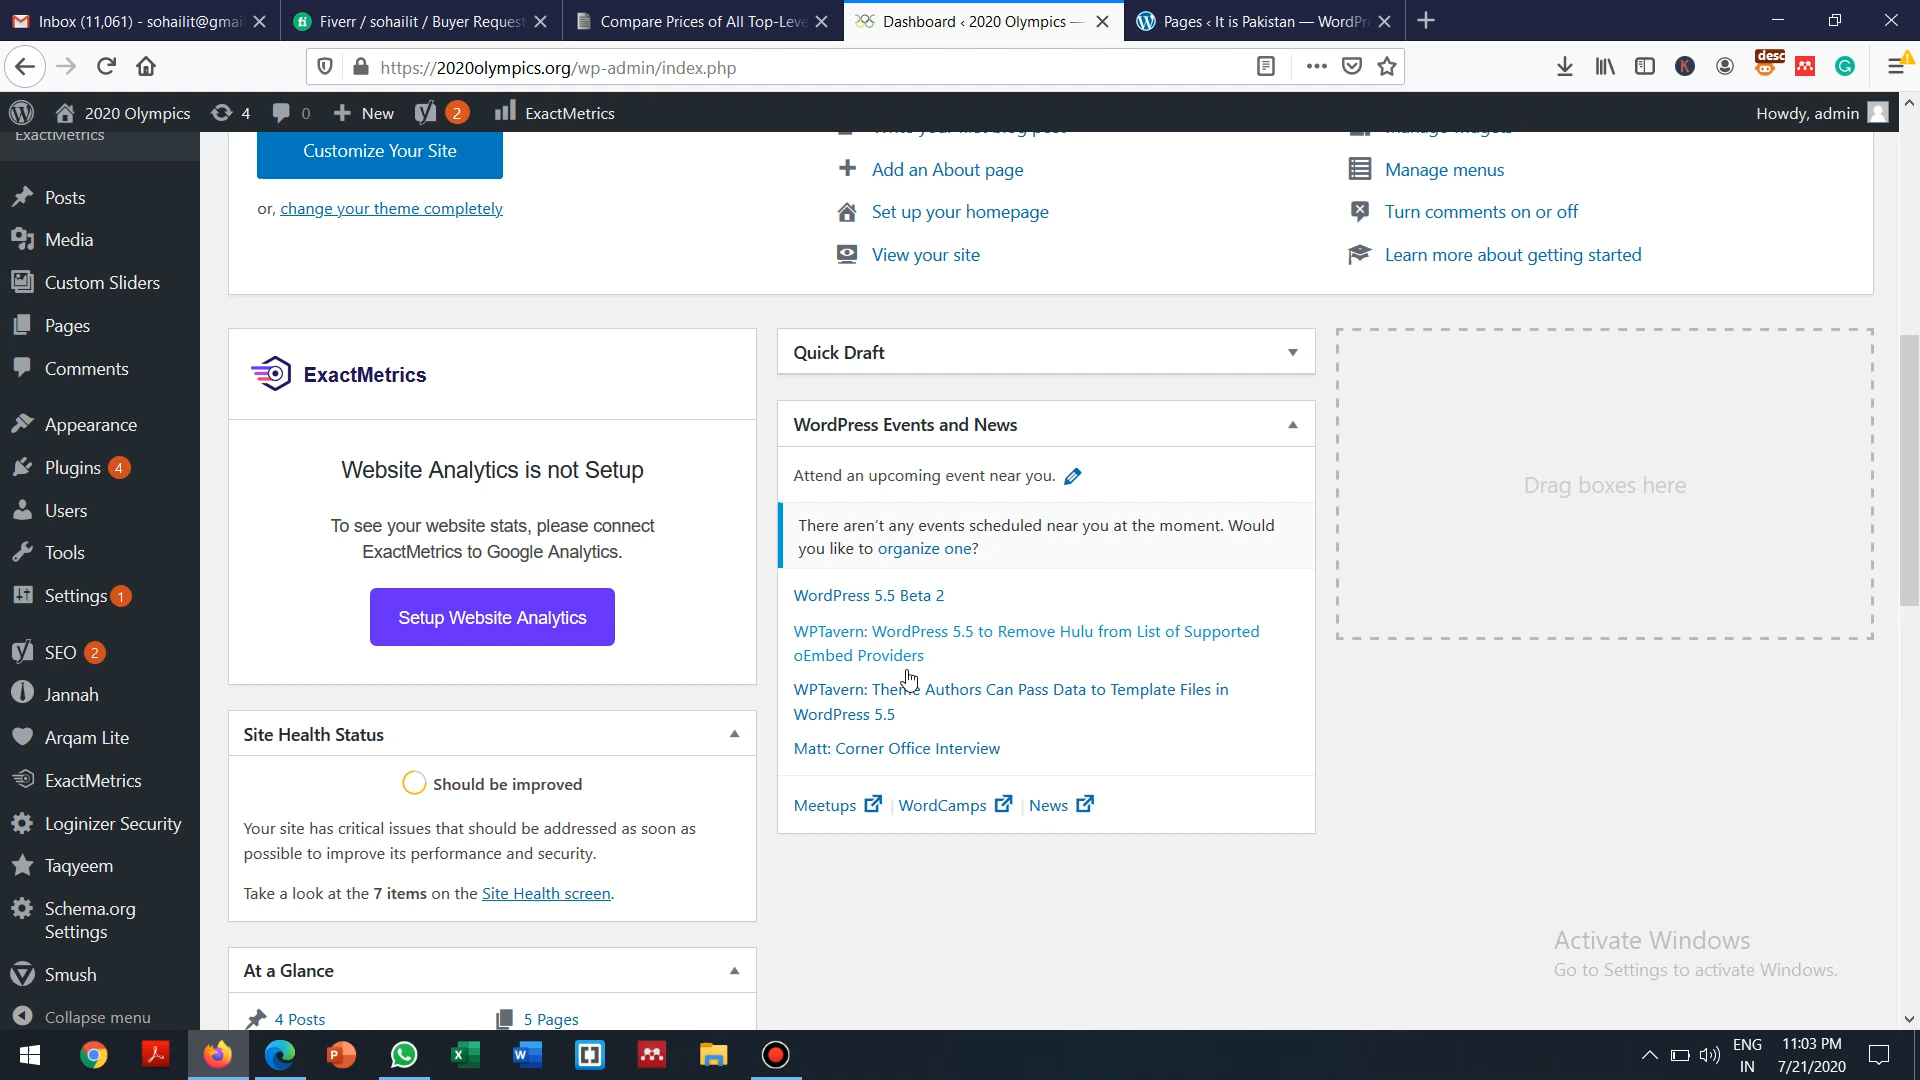 Inbox (11,061) - sohailit@gmai
Fiverr / sohailit / Buyer Request
Compare Prices of All Top-Leve
Dashboard ‹ 2020 Olympics —
Pages ‹ It is Pakistan — WordPr
https://2020olympics.org/wp-admin/index.php
desc
2020 Olympics
4
0
New
2
ExactMetrics
Howdy, admin
ExactMetrics
Posts
Media
Custom Sliders
Pages
Comments
Appearance
Plugins 4
Users
Tools
Settings 1
SEO 2
Jannah
Arqam Lite
ExactMetrics
Loginizer Security
Taqyeem
Schema.org
Settings
Smush
Collapse menu
Customize Your Site
or, change your theme completely
Write your first blog post
Add an About page
Set up your homepage
View your site
Manage widgets
Manage menus
Turn comments on or off
Learn more about getting started
ExactMetrics
Website Analytics is not Setup
To see your website stats, please connect
ExactMetrics to Google Analytics.
Setup Website Analytics
Site Health Status
Should be improved
Your site has critical issues that should be addressed as soon as
possible to improve its performance and security.
Take a look at the 7 items on the Site Health screen.
At a Glance
4 Posts
5 Pages
Quick Draft
WordPress Events and News
Attend an upcoming event near you.
There aren't any events scheduled near you at the moment. Would
you like to organize one?
WordPress 5.5 Beta 2
WPTavern: WordPress 5.5 to Remove Hulu from List of Supported
oEmbed Providers
WPTavern: Theme Authors Can Pass Data to Template Files in
WordPress 5.5
Matt: Corner Office Interview
Meetups
WordCamps
News
Drag boxes here
Activate Windows
Go to Settings to activate Windows.
ENG
IN
11:03 PM
7/21/2020